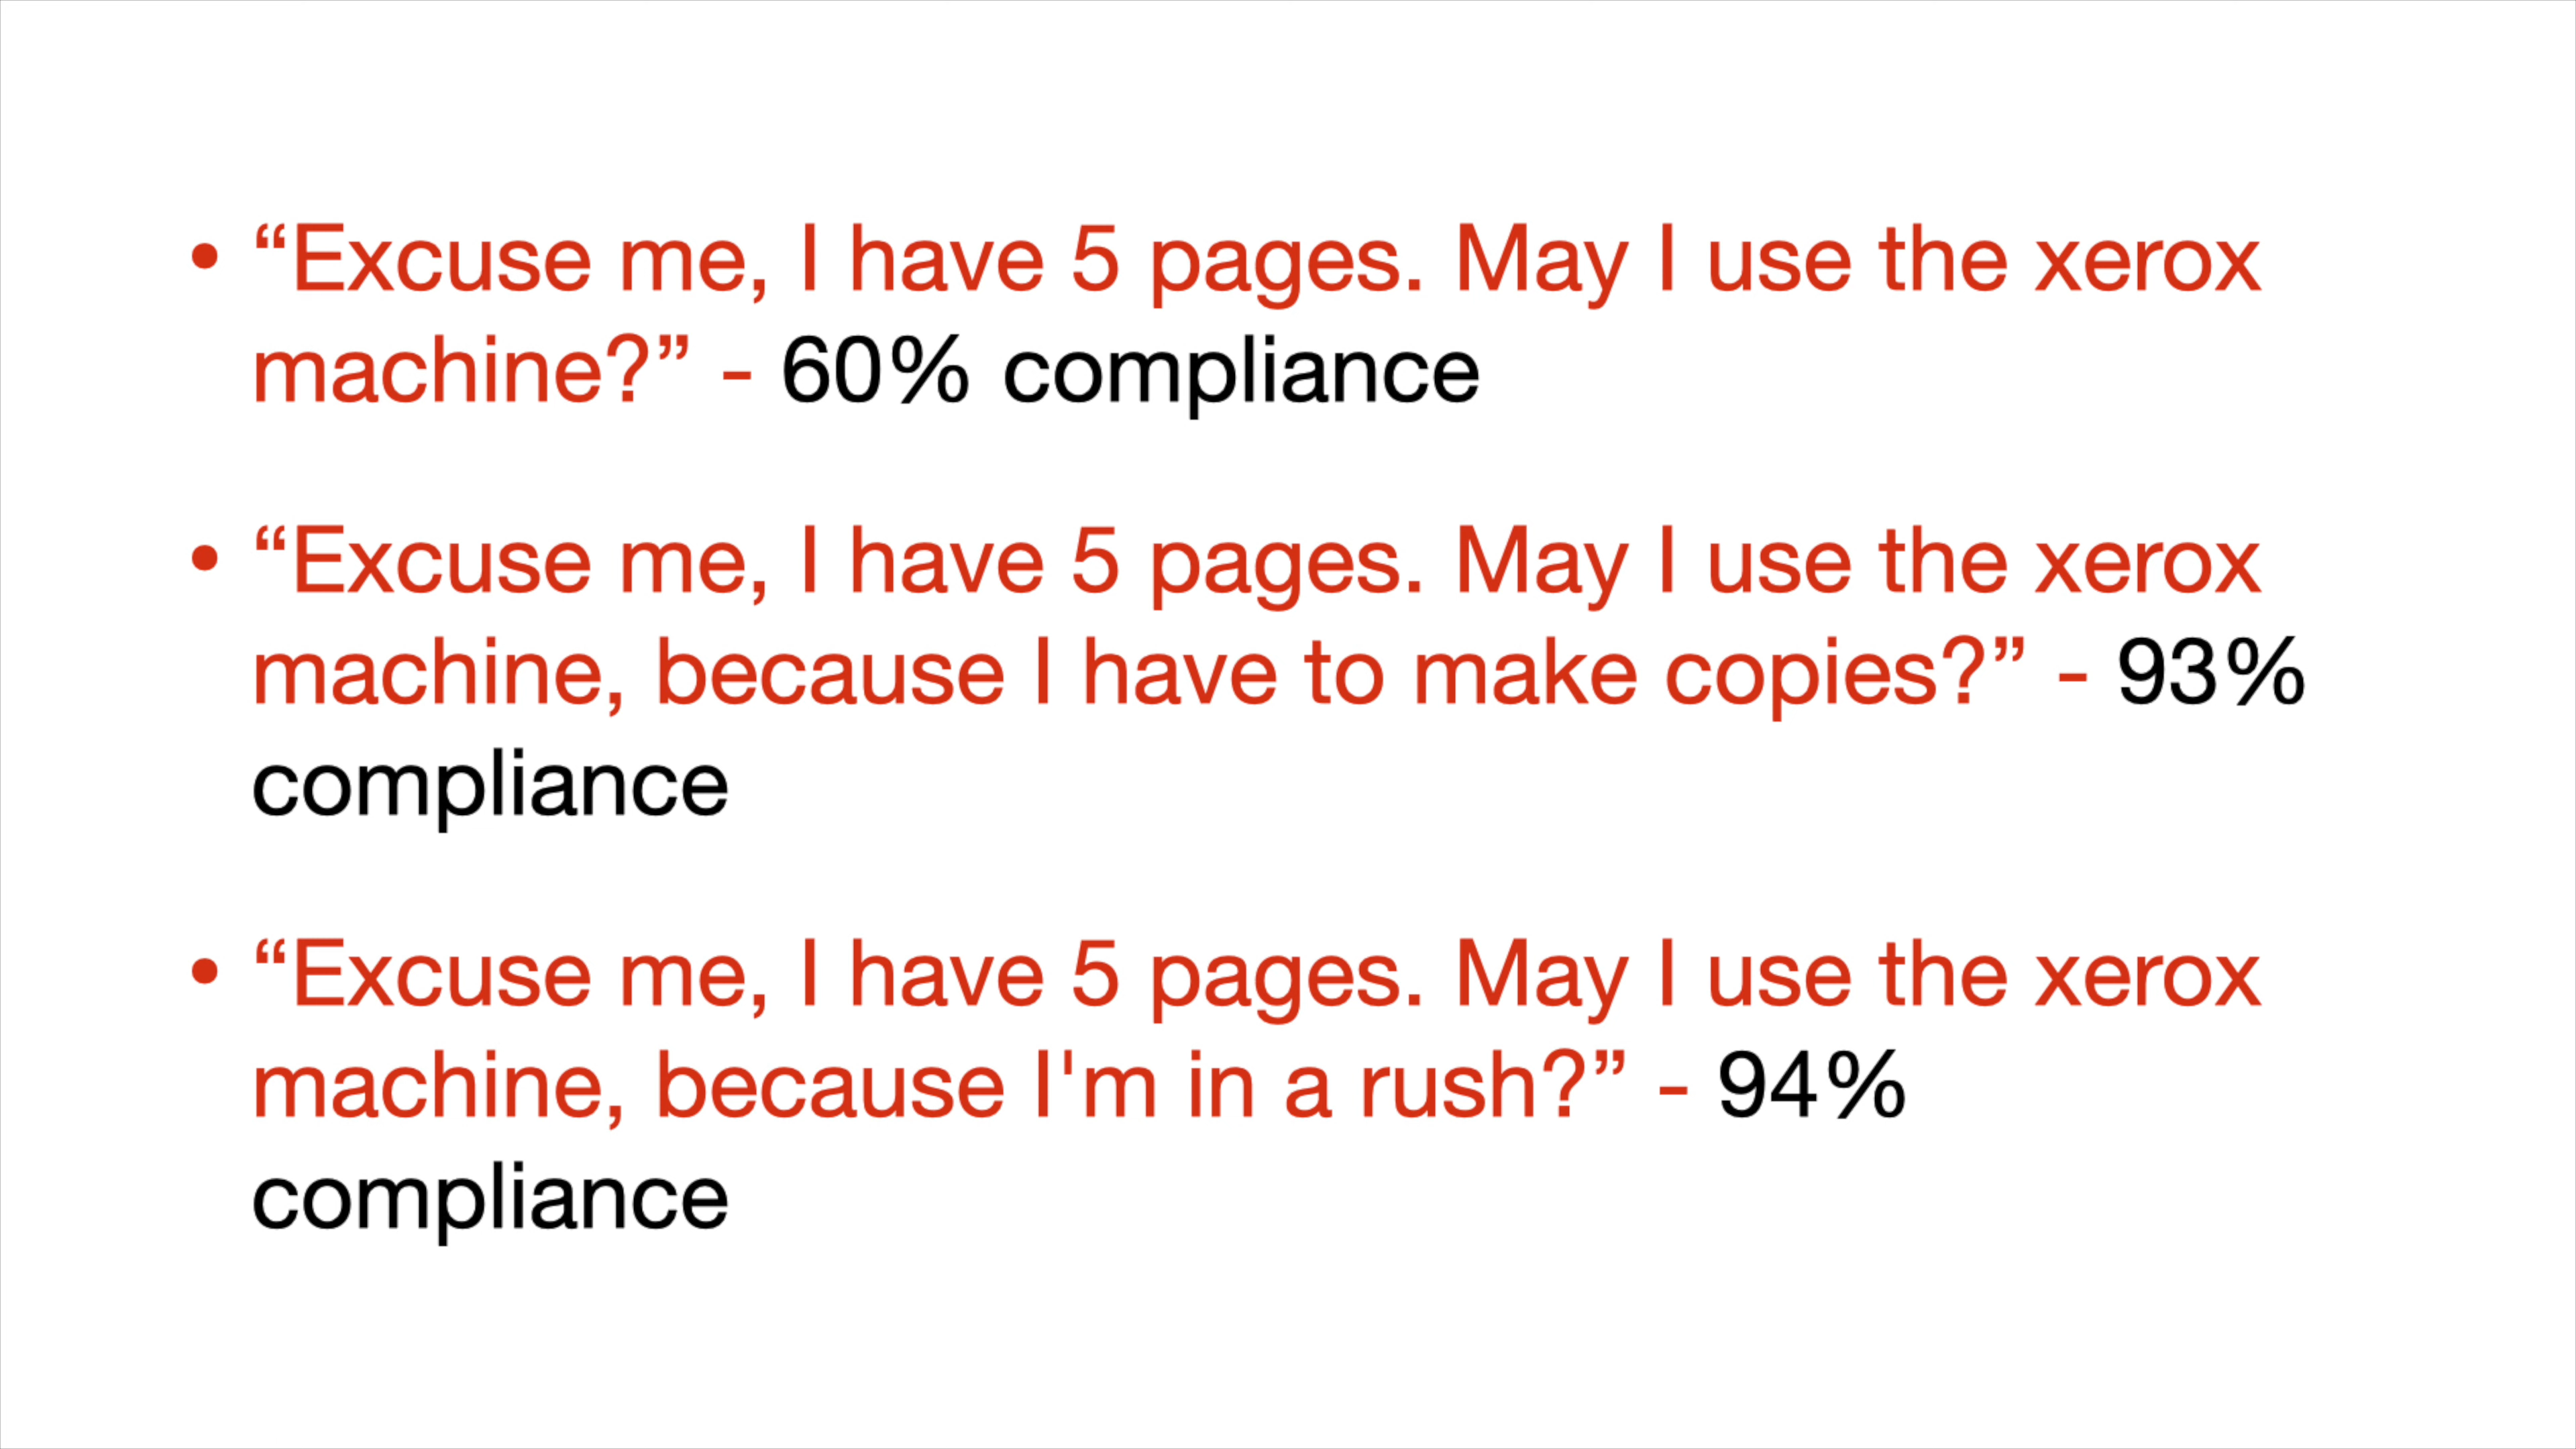 • “Excuse me, I have 5 pages. May I use the xerox
machine?” - 60% compliance
• “Excuse me, I have 5 pages. May I use the xerox
machine, because I have to make copies?” - 93%
compliance
• “Excuse me, I have 5 pages. May I use the xerox
machine, because I'm in a rush?” - 94%
compliance